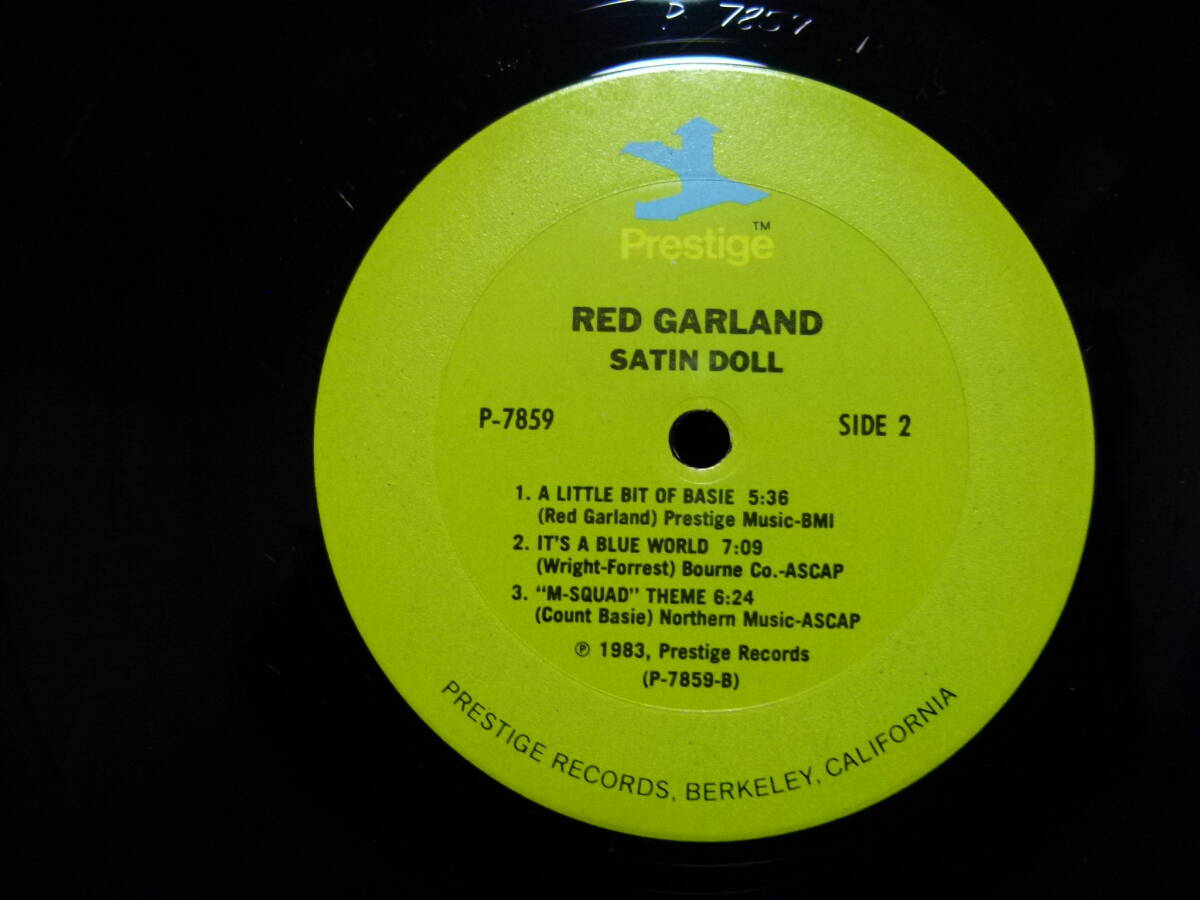 Prestige™
RED GARLAND
SATIN DOLL
P-7859
SIDE 2
1. A LITTLE BIT OF BASIE 5:36
(Red Garland) Prestige Music-BMI
2. IT'S A BLUE WORLD 7:09
(Wright-Forrest) Bourne Co.-ASCAP
3. "M-SQUAD" THEME 6:24
(Count Basie) Northern Music-ASCAP
℗ 1983, Prestige Records
(P-7859-B)
PRESTIGE RECORDS, BERKELEY, CALIFORNIA